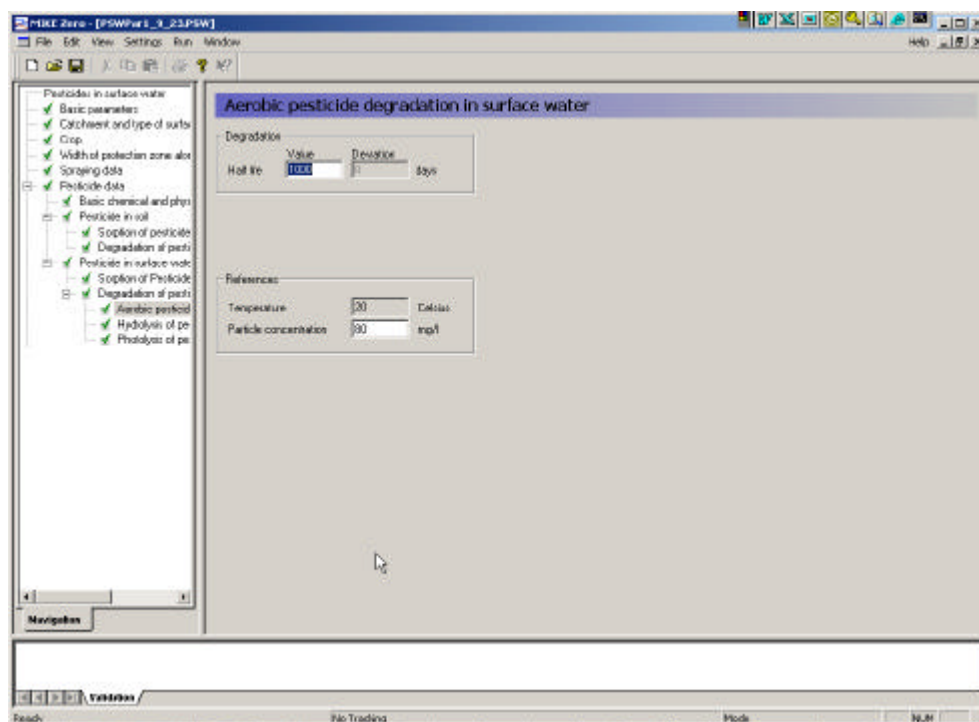 MIKE Zero - [PSWPar1_9_23.PSW]
File Edit View Settings Run Window Help
Pesticides in surface water
Basic parameters
Catchment and type of surfa
Crop
Width of protection zone alon
Spraying data
Pesticide data
Basic chemical and physi
Pesticide in soil
Sorption of pesticide
Degradation of pesti
Pesticide in surface wate
Sorption of Pesticide
Degradation of pesti
Aerobic pesticid
Hydrolysis of pe
Photolysis of pe
Navigation
Aerobic pesticide degradation in surface water
Degradation
Value Deviation
Half life 1000 days
References
Temperature 20 Celsius
Particle concentration 80 mg/l
Validation
Ready No Tracking Mode NUM